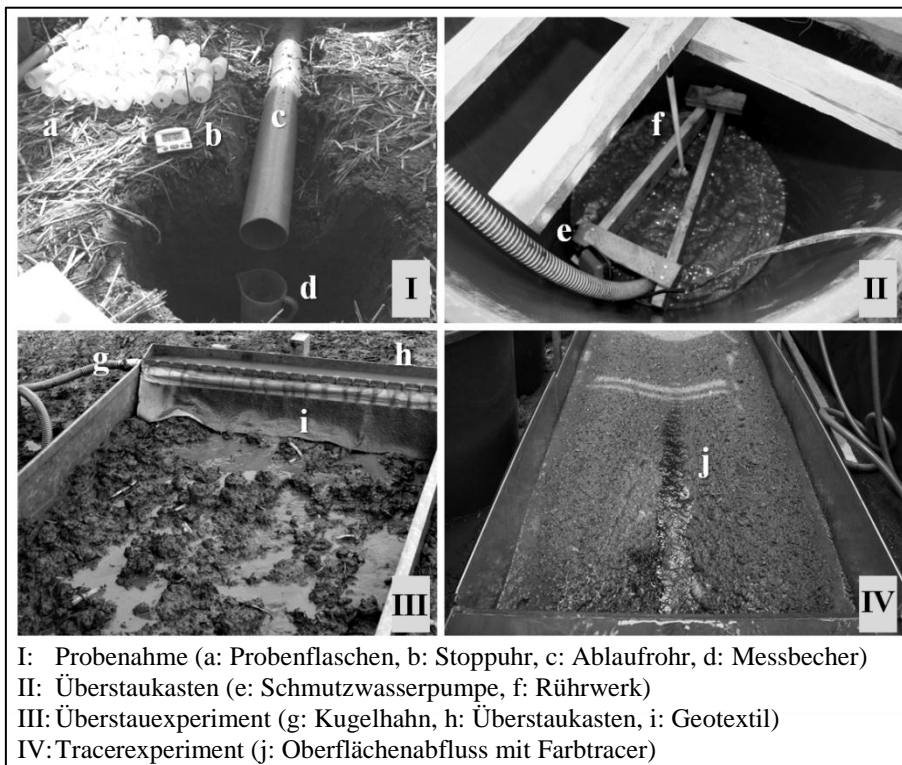 a
b
c
d
I
e
f
II
g
h
i
III
j
IV
I: Probenahme (a: Probenflaschen, b: Stoppuhr, c: Ablaufrohr, d: Messbecher)
II: Überstaukasten (e: Schmutzwasserpumpe, f: Rührwerk)
III: Überstauexperiment (g: Kugelhahn, h: Überstaukasten, i: Geotextil)
IV: Tracerexperiment (j: Oberflächenabfluss mit Farbtracer)